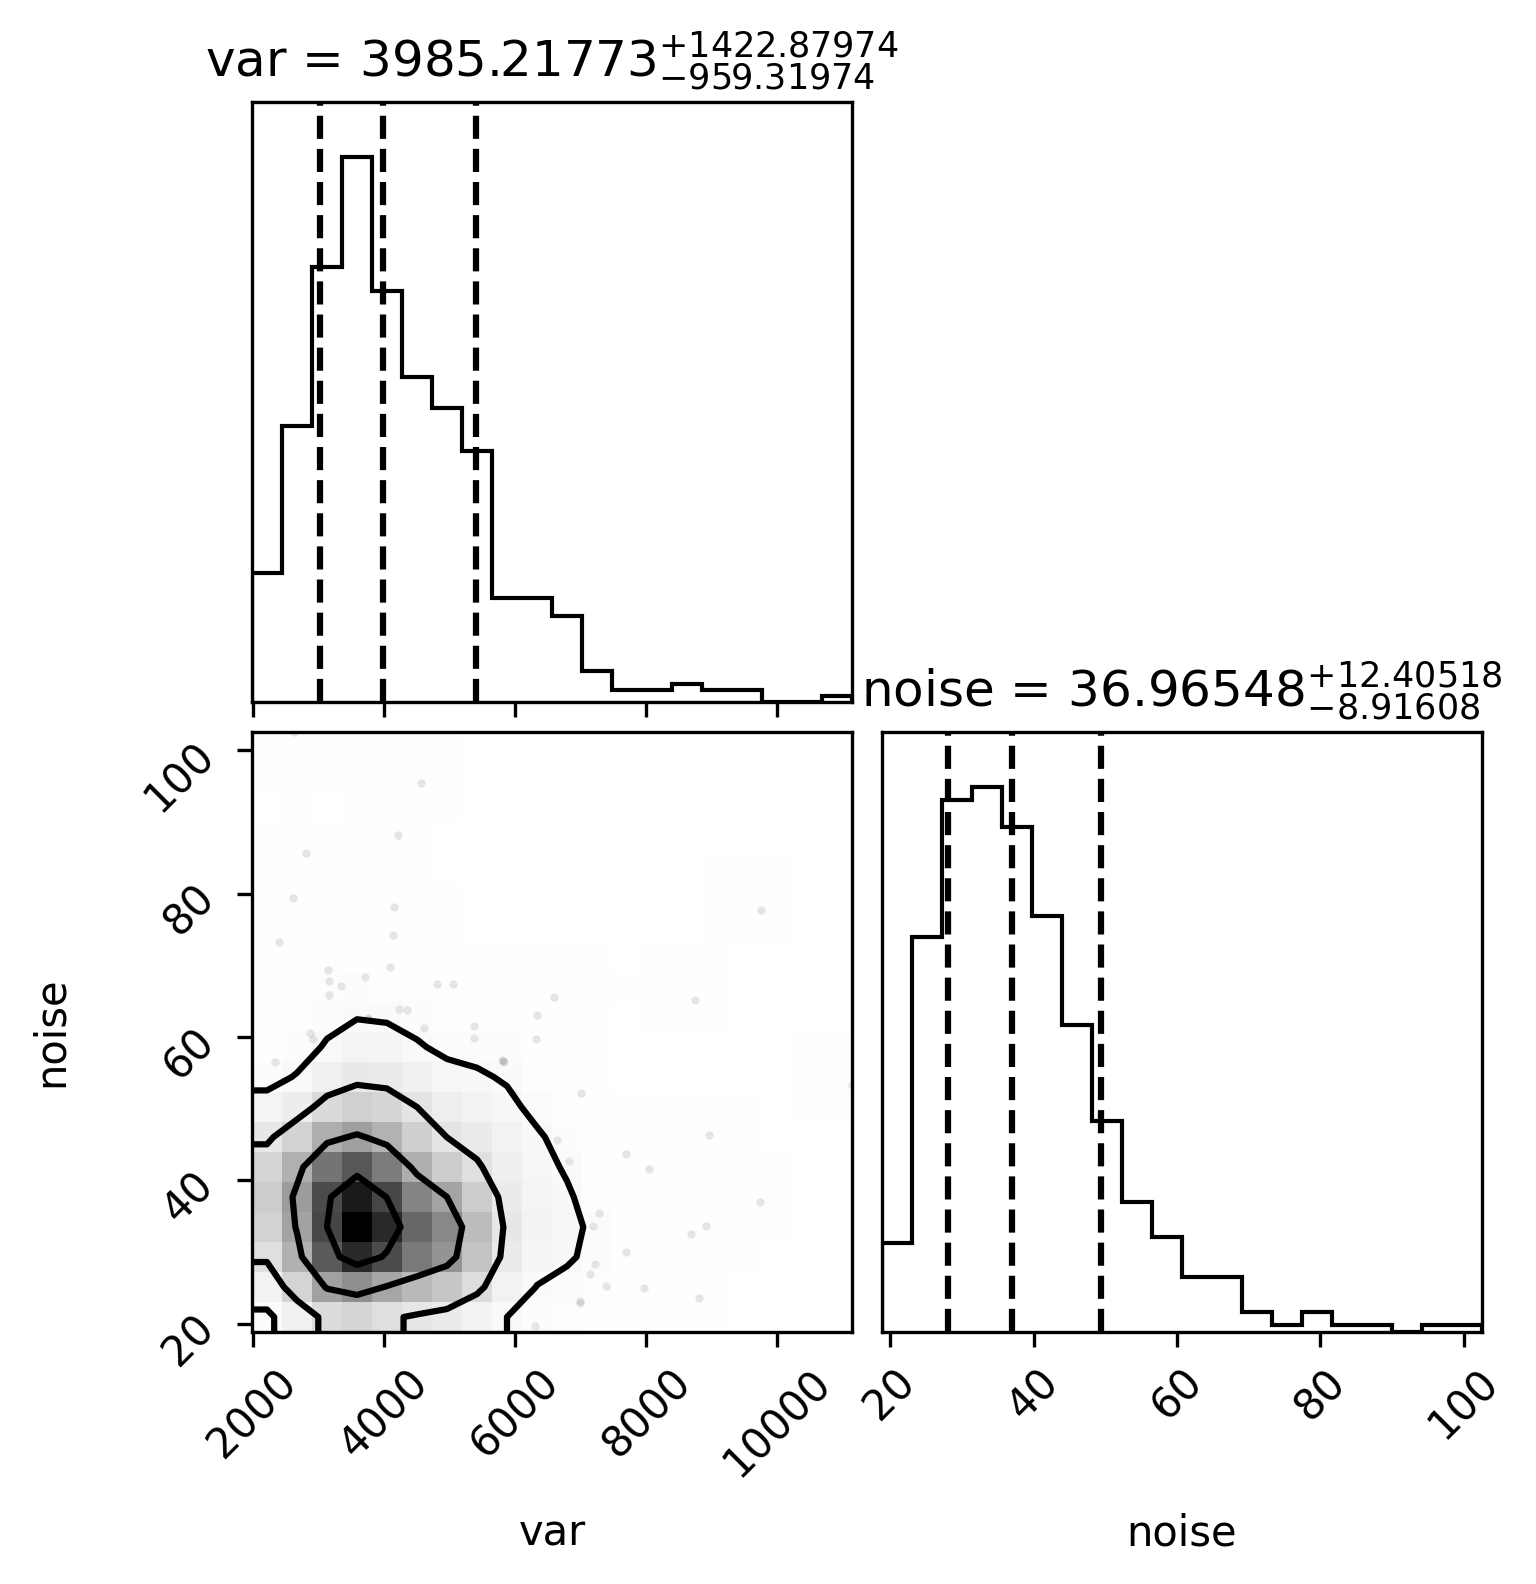 var = 3985.21773+1422.87974 −959.31974
noise = 36.96548+12.40518 −8.91608
100
80
60
40
20
noise
2000 4000 6000 8000 10000
20 40 60 80 100
var
noise